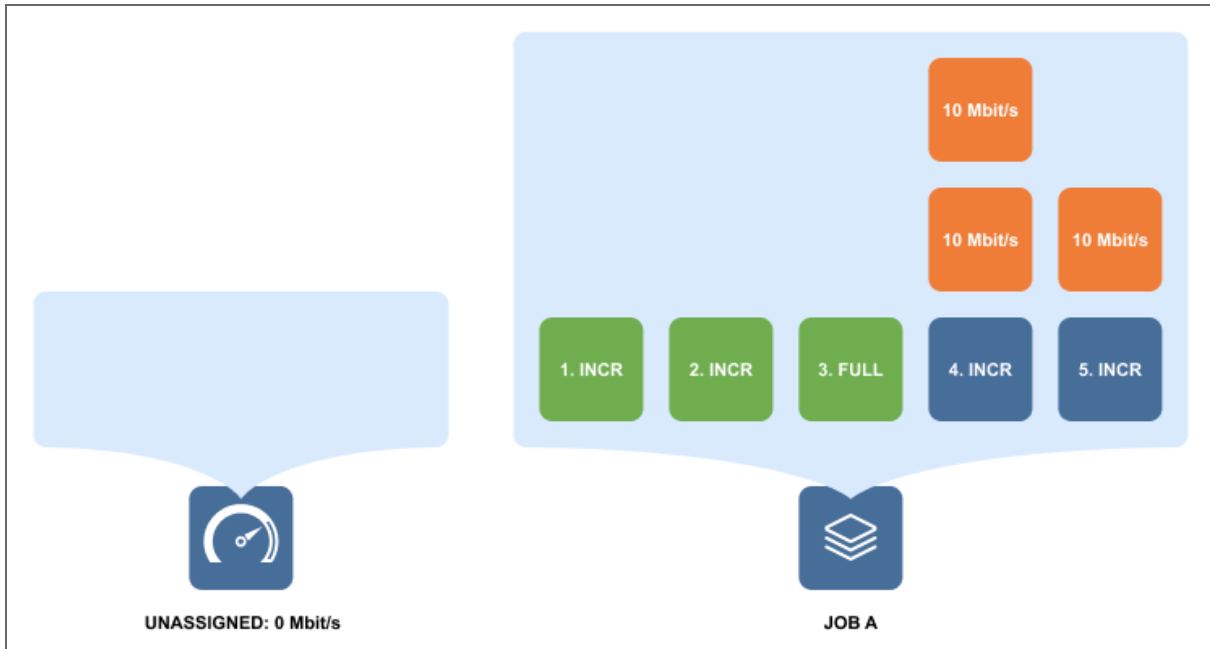 10 Mbit/s
10 Mbit/s
10 Mbit/s
1. INCR
2. INCR
3. FULL
4. INCR
5. INCR
UNASSIGNED: 0 Mbit/s
JOB A